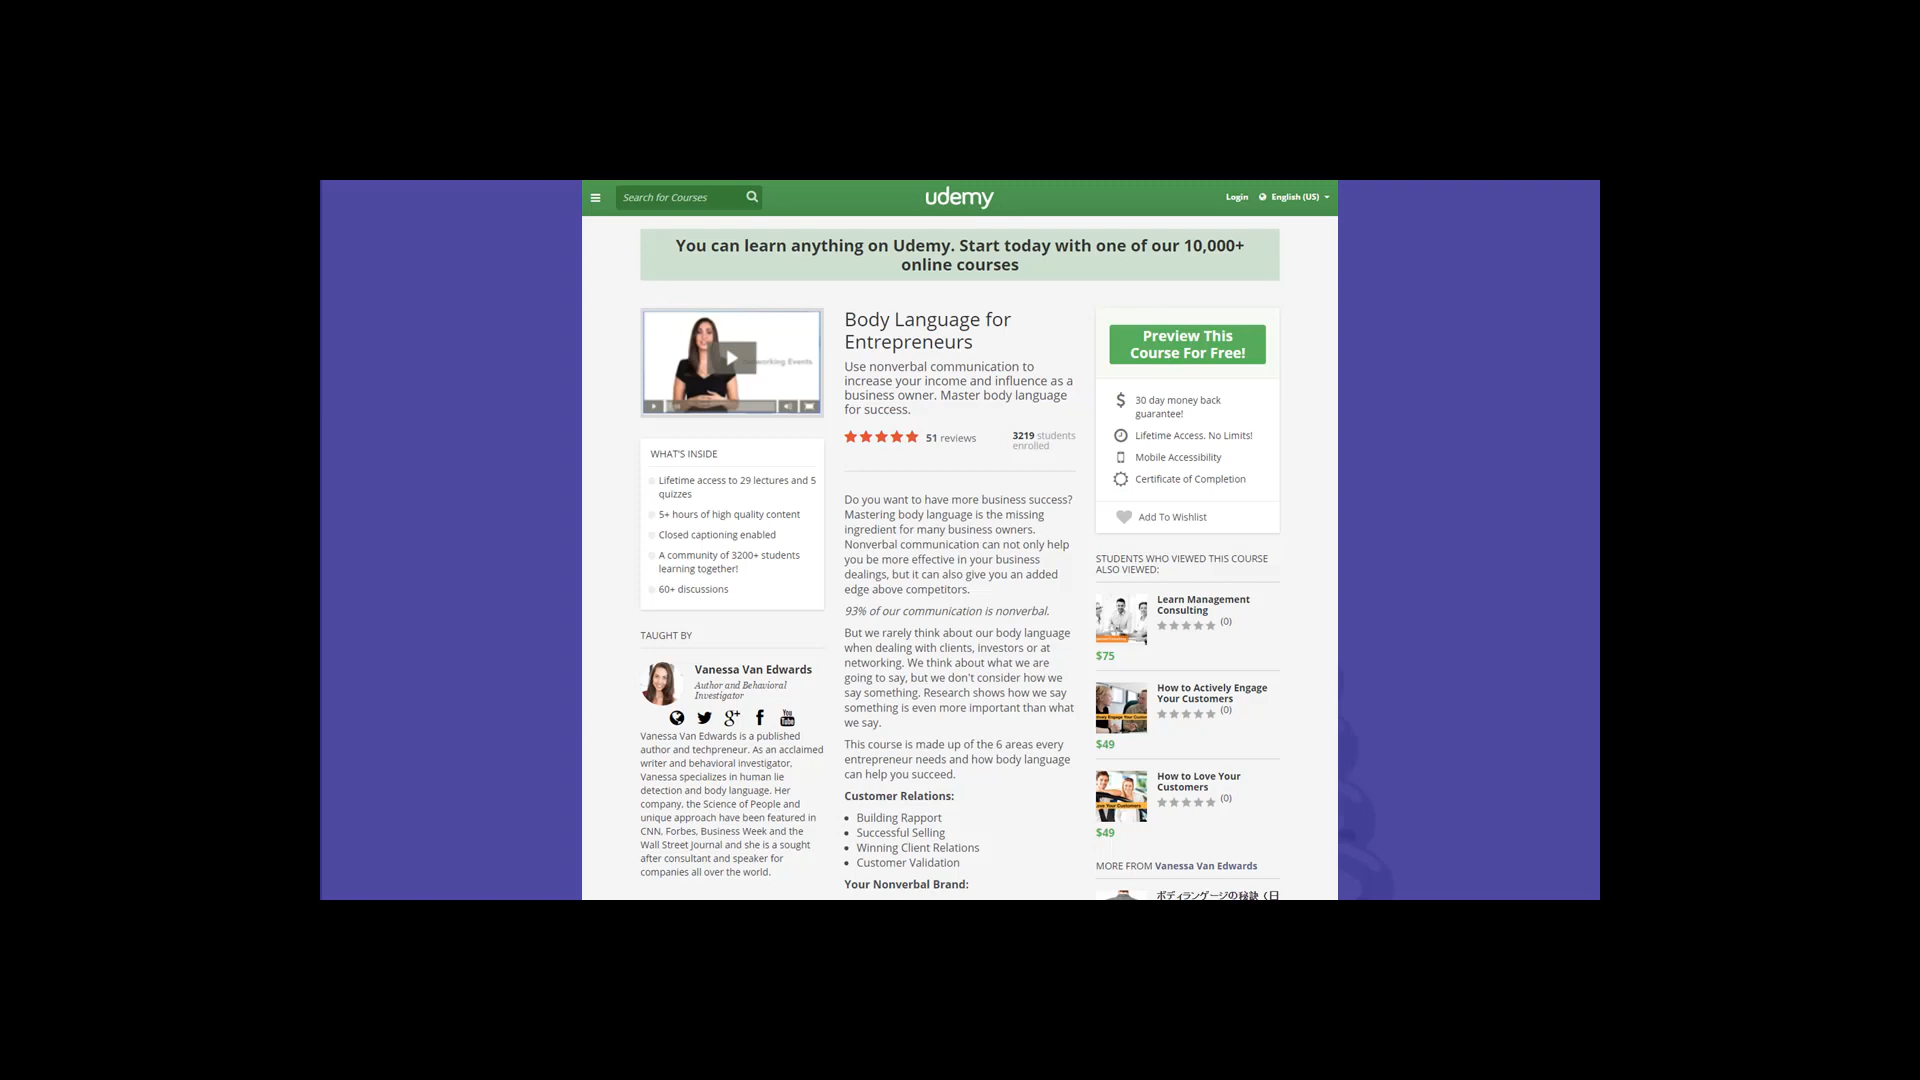 Search for Courses
udemy
Login
English (US)
You can learn anything on Udemy. Start today with one of our 10,000+
online courses
Body Language for
Entrepreneurs
Use nonverbal communication to
increase your income and influence as a
business owner. Master body language
for success.
51 reviews
3219 students
enrolled
Preview This
Course For Free!
30 day money back
guarantee!
Lifetime Access. No Limits!
Mobile Accessibility
Certificate of Completion
Add To Wishlist
WHAT'S INSIDE
Lifetime access to 29 lectures and 5
quizzes
5+ hours of high quality content
Closed captioning enabled
A community of 3200+ students
learning together!
60+ discussions
TAUGHT BY
Vanessa Van Edwards
Author and Behavioral
Investigator
You
Tube
Vanessa Van Edwards is a published
author and techpreneur. As an acclaimed
writer and behavioral investigator,
Vanessa specializes in human lie
detection and body language. Her
company, the Science of People and
unique approach have been featured in
CNN, Forbes, Business Week and the
Wall Street Journal and she is a sought
after consultant and speaker for
companies all over the world.
Do you want to have more business success?
Mastering body language is the missing
ingredient for many business owners.
Nonverbal communication can not only help
you be more effective in your business
dealings, but it can also give you an added
edge above competitors.
93% of our communication is nonverbal.
But we rarely think about our body language
when dealing with clients, investors or at
networking. We think about what we are
going to say, but we don't consider how we
say something. Research shows how we say
something is even more important than what
we say.
This course is made up of the 6 areas every
entrepreneur needs and how body language
can help you succeed.
Customer Relations:
Building Rapport
Successful Selling
Winning Client Relations
Customer Validation
Your Nonverbal Brand:
STUDENTS WHO VIEWED THIS COURSE
ALSO VIEWED:
Learn Management
Consulting
(0)
$75
How to Actively Engage
Your Customers
(0)
$49
How to Love Your
Customers
(0)
$49
MORE FROM Vanessa Van Edwards
ボディランゲージの秘訣（日